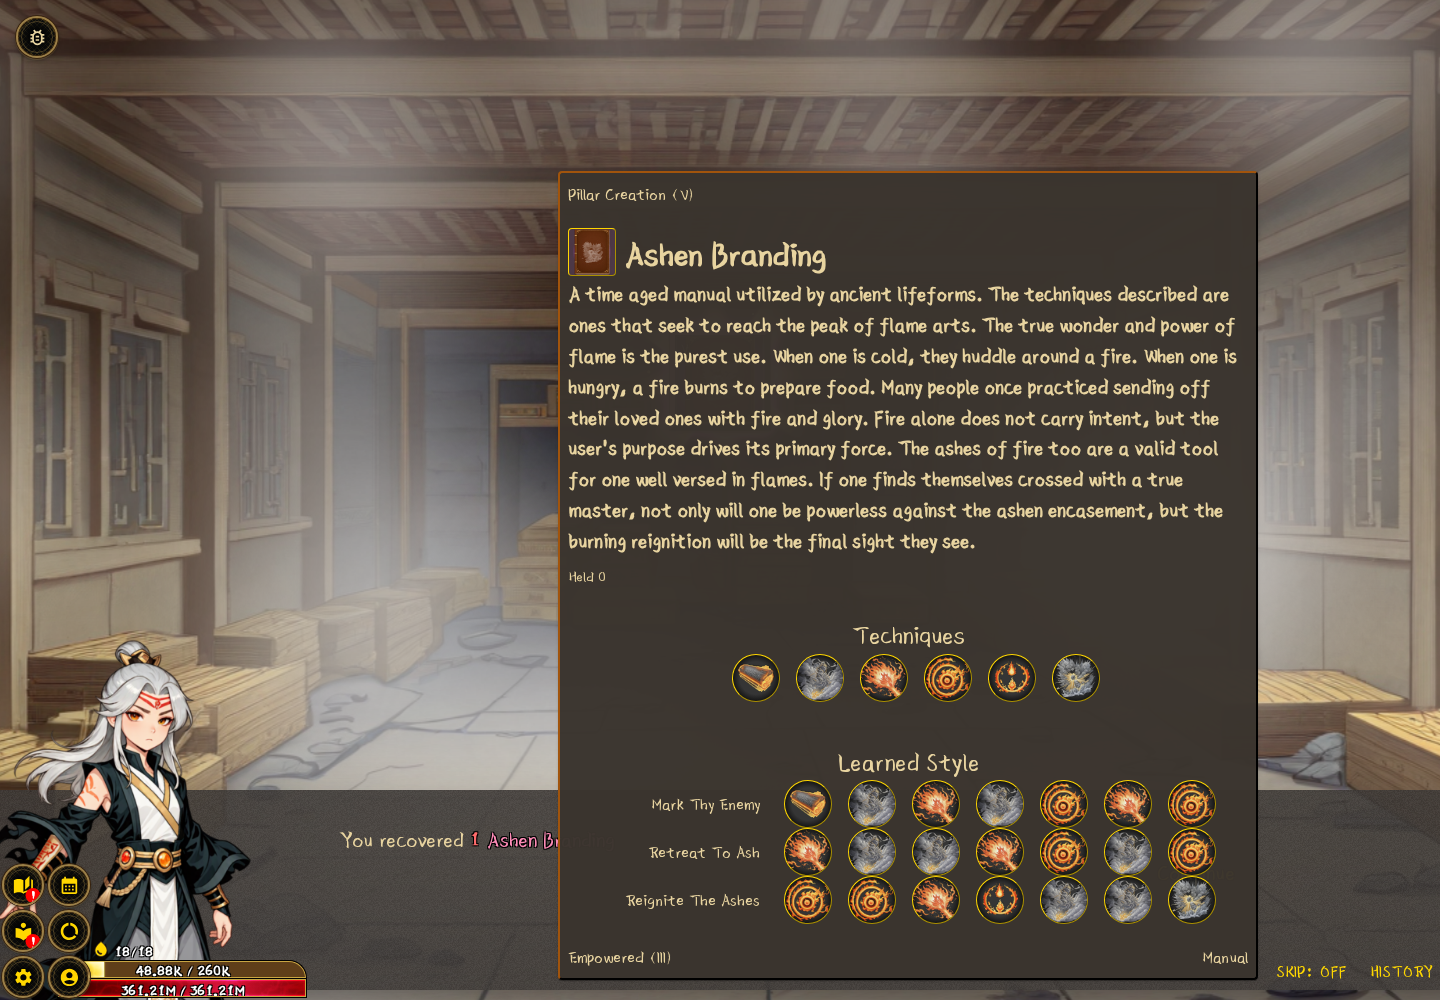 Pillar Creation (V)
Ashen Branding
A time aged manual utilized by ancient lifeforms. The techniques described are
ones that seek to reach the peak of flame arts. The true wonder and power of
flame is the purest use. When one is cold, they huddle around a fire. When one is
hungry, a fire burns to prepare food. Many people once practiced sending off
their loved ones with fire and glory. Fire alone does not carry intent, but the
user's purpose drives its primary force. The ashes of fire too are a valid tool
for one well versed in flames. If one finds themselves crossed with a true
master, not only will one be powerless against the ashen encasement, but the
burning reignition will be the final sight they see.
Held 0
Techniques
Learned Style
Mark Thy Enemy
Retreat To Ash
Reignite The Ashes
Empowered (III)
Manual
You recovered 1 Ashen Br
18/18
48.88K / 260K
361.21M / 361.21M
SKIP: OFF
HISTORY